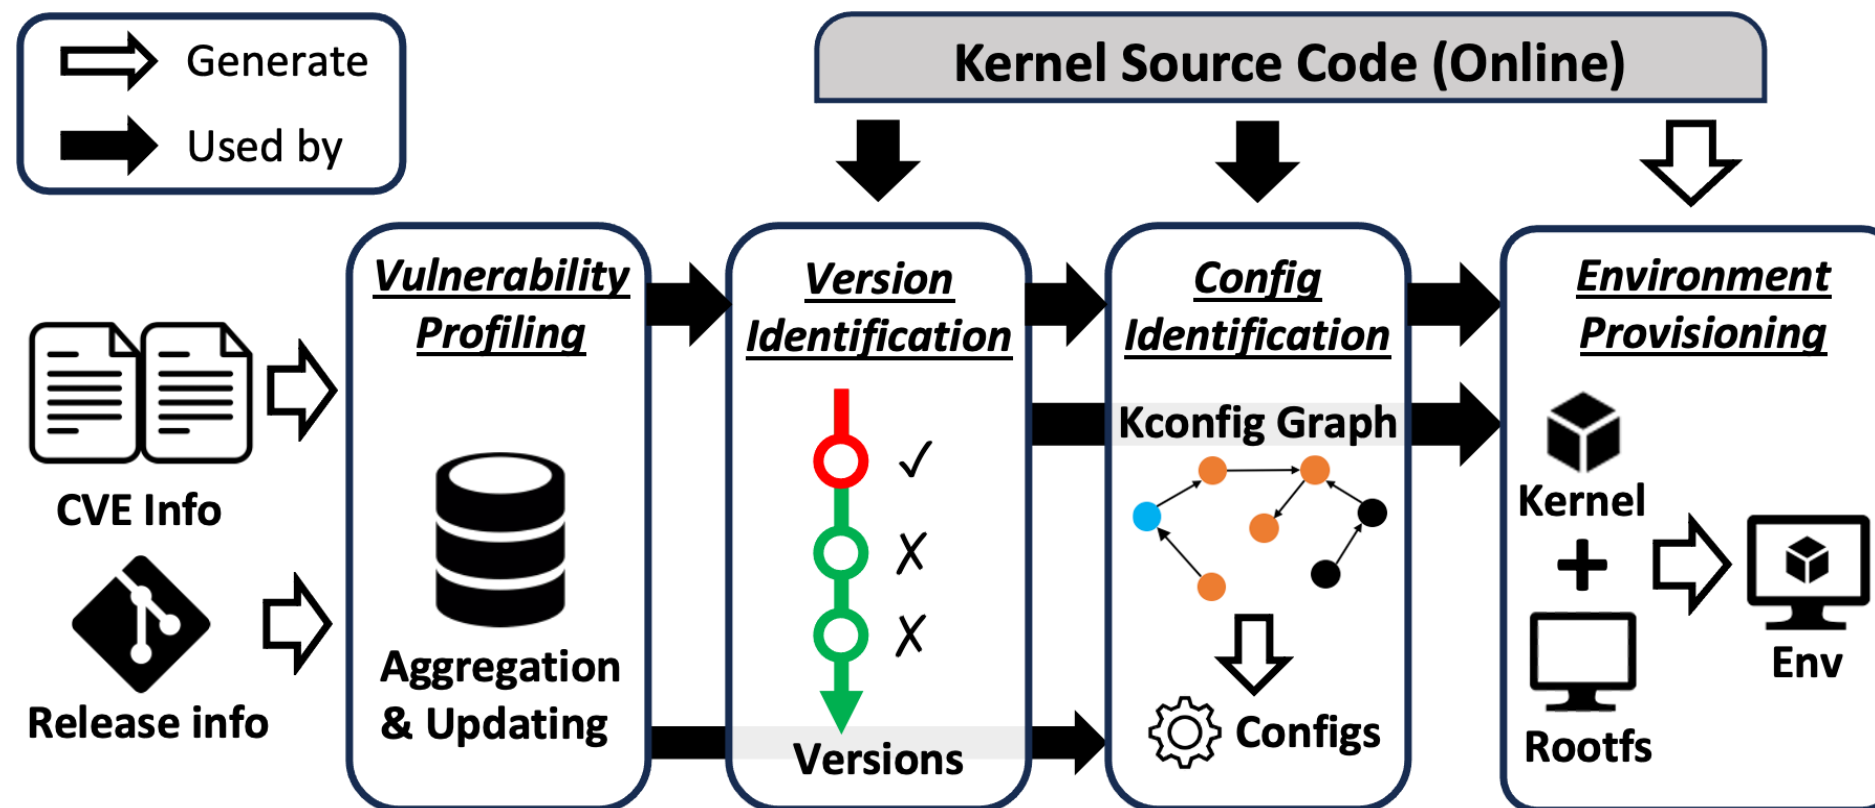 Generate
Used by
Kernel Source Code (Online)
Vulnerability
Profiling
Version
Identification
Config
Identification
Environment
Provisioning
CVE Info
Release info
Aggregation
& Updating
✓
✗
✗
Versions
Kconfig Graph
Configs
Kernel
+
Rootfs
Env